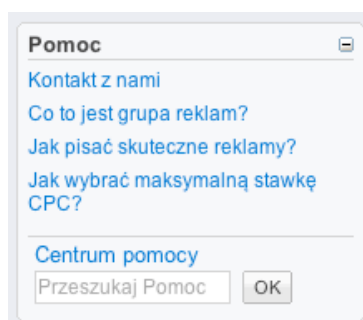 Pomoc
Kontakt z nami
Co to jest grupa reklam?
Jak pisać skuteczne reklamy?
Jak wybrać maksymalną stawkę
CPC?
Centrum pomocy
Przeszukaj Pomoc OK